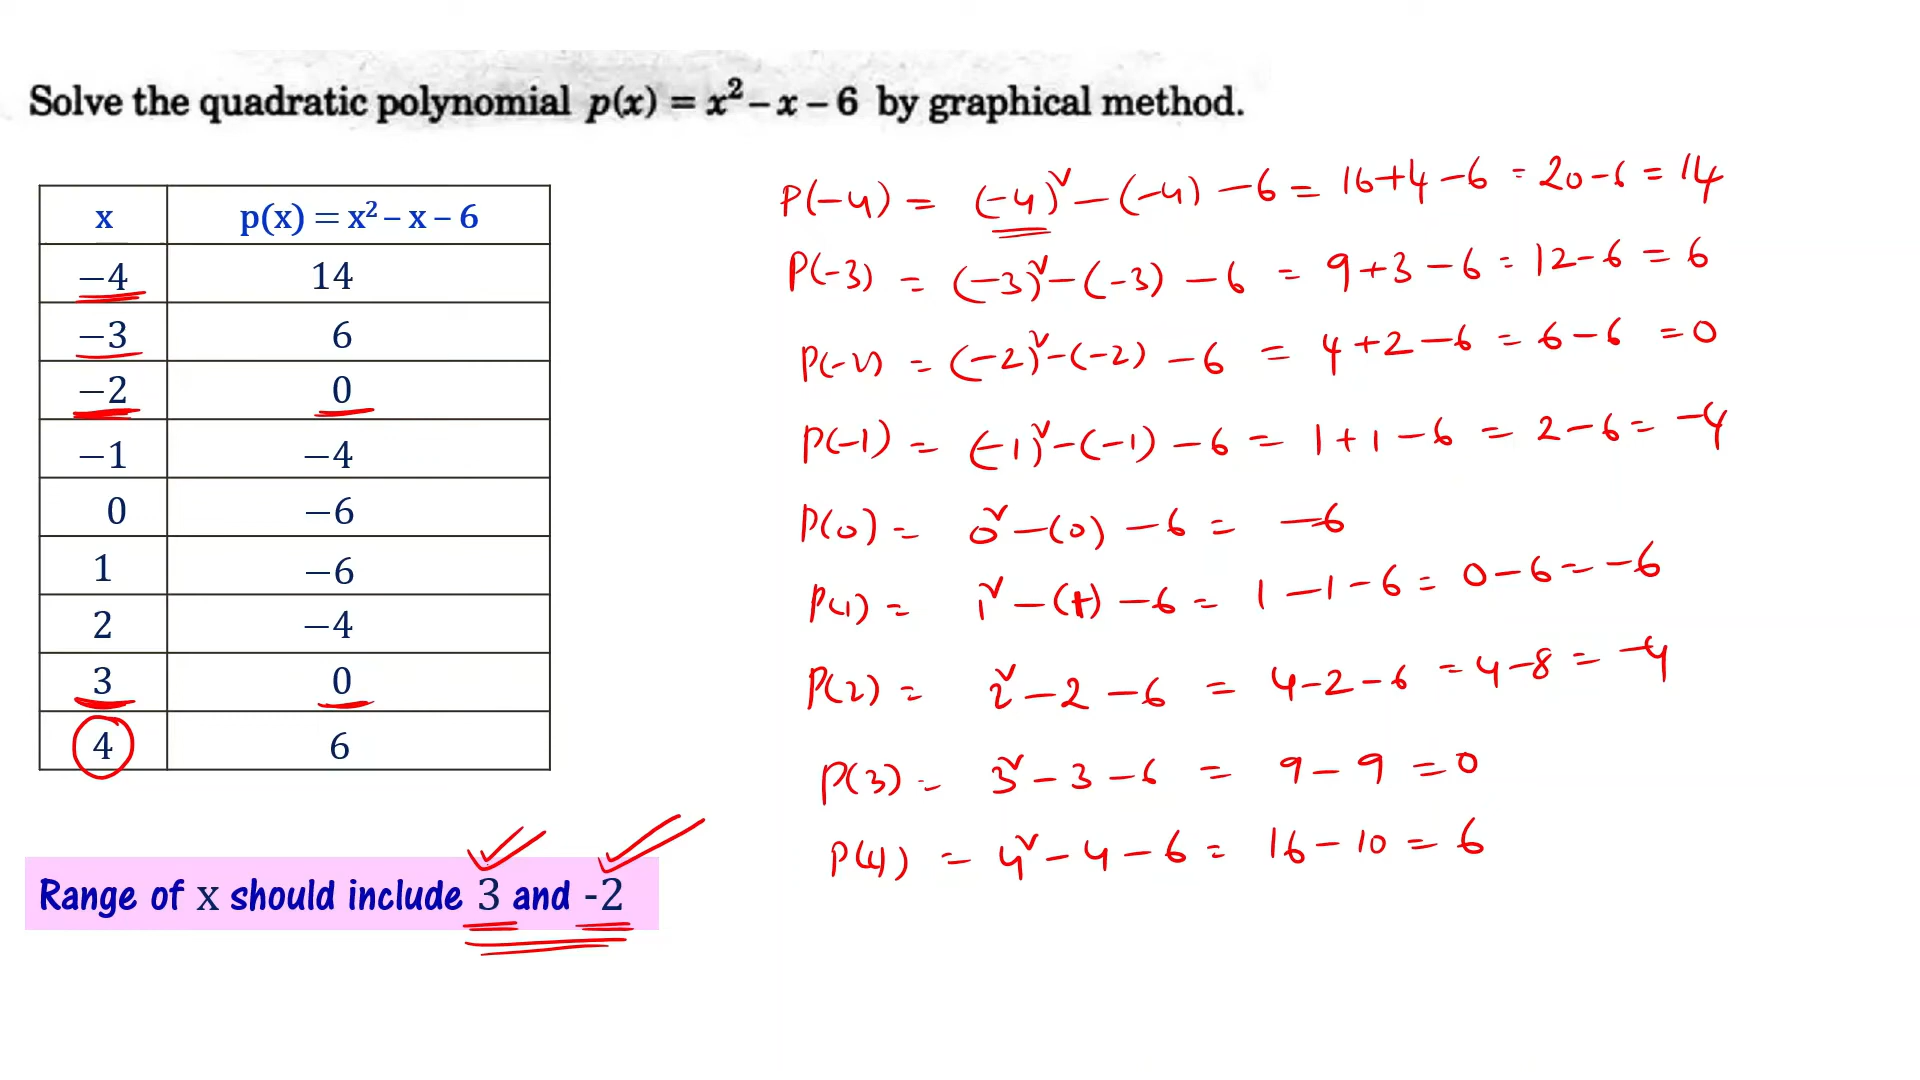 Solve the quadratic polynomial p(x) = x² – x – 6 by graphical method.
x p(x) = x² – x – 6
−4 14
−3 6
−2 0
−1 −4
0 −6
1 −6
2 −4
3 0
4 6
Range of x should include 3 and -2
P(-4) = (-4)² - (-4) - 6 = 16+4-6 = 20-6 = 14
P(-3) = (-3)² - (-3) - 6 = 9+3-6 = 12-6 = 6
P(-2) = (-2)² - (-2) - 6 = 4+2-6 = 6-6 = 0
P(-1) = (-1)² - (-1) - 6 = 1+1-6 = 2-6 = -4
P(0) = 0² - (0) - 6 = -6
P(1) = 1² - (1) - 6 = 1-1-6 = 0-6 = -6
P(2) = 2² - 2 - 6 = 4-2-6 = 4-8 = -4
P(3) = 3² - 3 - 6 = 9-9 = 0
P(4) = 4² - 4 - 6 = 16-10 = 6